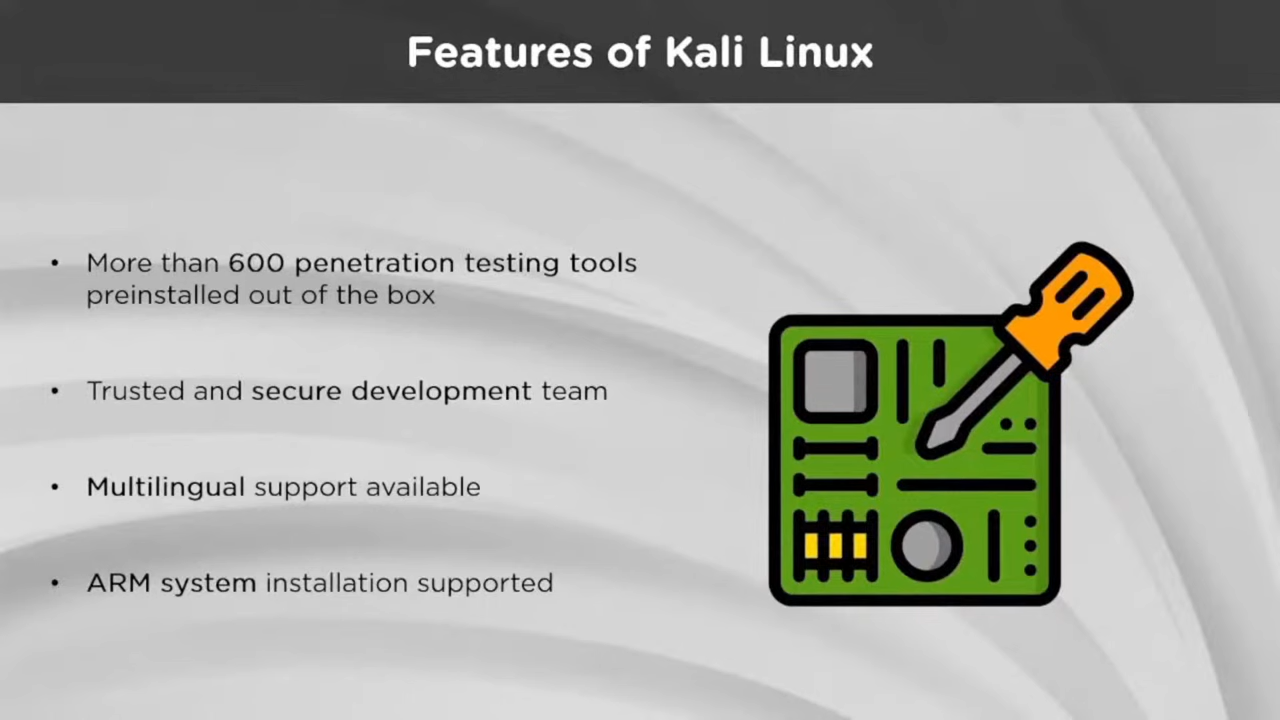 Features of Kali Linux
• More than 600 penetration testing tools
preinstalled out of the box
• Trusted and secure development team
• Multilingual support available
• ARM system installation supported